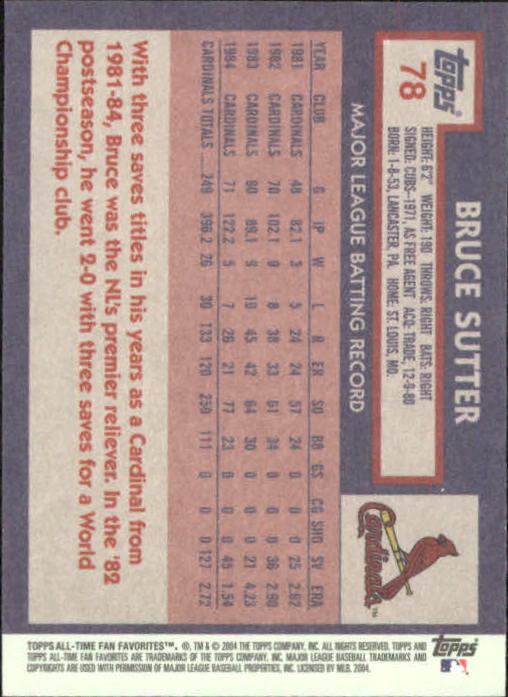 topps
78
BRUCE SUTTER
HEIGHT: 6'2" WEIGHT: 190 THROWS: RIGHT BATS: RIGHT
SIGNED: CUBS-1971, AS FREE AGENT ACQ: TRADE, 12-9-80
BORN: 1-8-53, LANCASTER, PA. HOME: ST. LOUIS, MO.
Cardinals
MAJOR LEAGUE BATTING RECORD
YEAR CLUB G IP W L R ER SO BB GS CG SHO SV ERA
1981 CARDINALS 48 82.1 3 5 24 24 57 24 0 0 0 25 2.62
1982 CARDINALS 70 102.1 9 8 38 33 61 34 0 0 0 36 2.90
1983 CARDINALS 60 89.1 9 10 45 42 64 30 0 0 0 21 4.23
1984 CARDINALS 71 122.2 5 7 26 21 77 23 0 0 0 45 1.54
CARDINALS TOTALS ... 249 396.2 26 30 133 120 259 111 0 0 0 127 2.72
With three saves titles in his years as a Cardinal from
1981-84, Bruce was the NL's premier reliever. In the '82
postseason, he went 2-0 with three saves for a World
Championship club.
TOPPS ALL-TIME FAN FAVORITES™. ®, TM & © 2004 THE TOPPS COMPANY, INC. ALL RIGHTS RESERVED. TOPPS AND
TOPPS ALL-TIME FAN FAVORITES ARE TRADEMARKS OF THE TOPPS COMPANY, INC. MAJOR LEAGUE BASEBALL TRADEMARKS AND
COPYRIGHTS ARE USED WITH PERMISSION OF MAJOR LEAGUE BASEBALL PROPERTIES, INC. LICENSED BY MLB, 2004.
topps